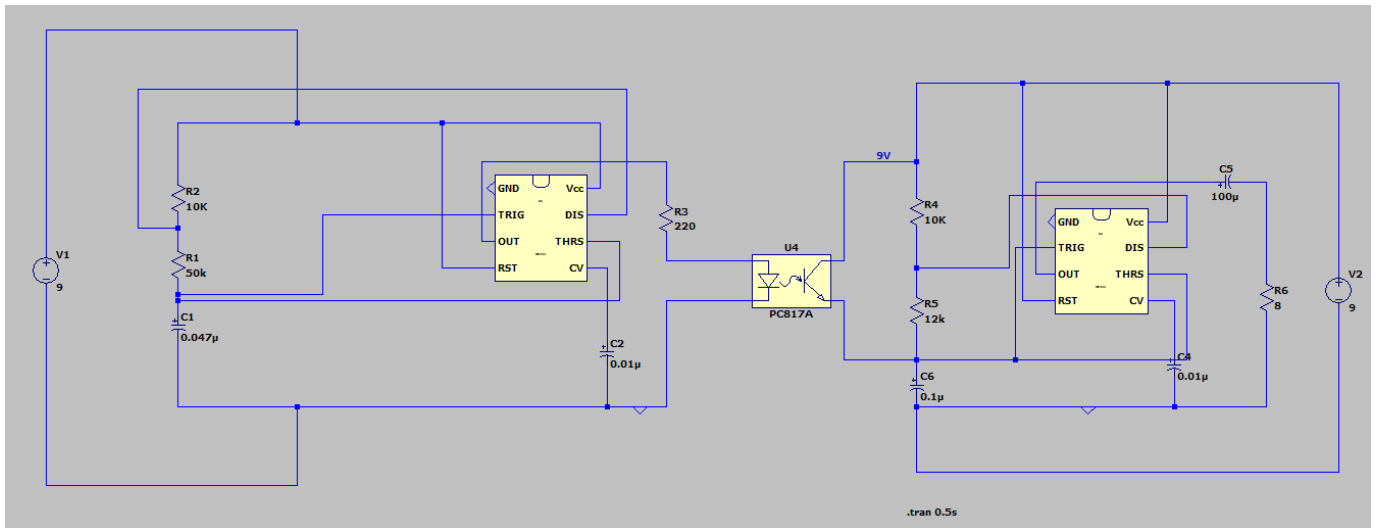 V1
9
R2
10K
R1
50k
C1
0.047µ
GND
TRIG
OUT
RST
Vcc
DIS
THRS
CV
C2
0.01µ
R3
220
U4
PC817A
9V
R4
10K
R5
12k
C6
0.1µ
GND
TRIG
OUT
RST
Vcc
DIS
THRS
CV
C4
0.01µ
C5
100µ
R6
8
V2
9
.tran 0.5s